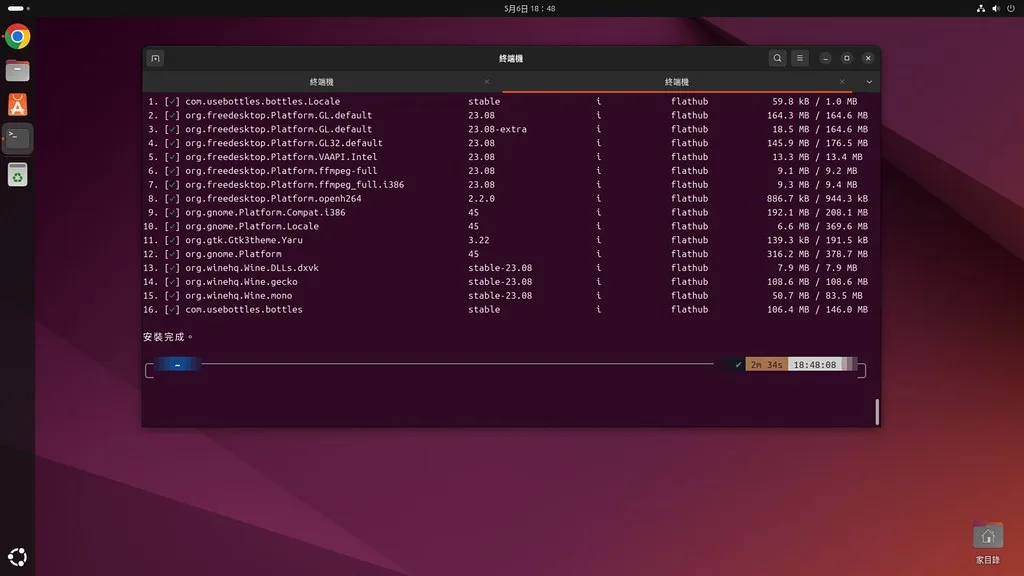 5月6日 18：48
終端機
終端機 × 終端機 ×
1. [✓] com.usebottles.bottles.Locale stable i flathub 59.8 kB / 1.0 MB
2. [✓] org.freedesktop.Platform.GL.default 23.08 i flathub 164.3 MB / 164.6 MB
3. [✓] org.freedesktop.Platform.GL.default 23.08-extra i flathub 18.5 MB / 164.6 MB
4. [✓] org.freedesktop.Platform.GL32.default 23.08 i flathub 145.9 MB / 176.5 MB
5. [✓] org.freedesktop.Platform.VAAPI.Intel 23.08 i flathub 13.3 MB / 13.4 MB
6. [✓] org.freedesktop.Platform.ffmpeg-full 23.08 i flathub 9.1 MB / 9.2 MB
7. [✓] org.freedesktop.Platform.ffmpeg_full.i386 23.08 i flathub 9.3 MB / 9.4 MB
8. [✓] org.freedesktop.Platform.openh264 2.2.0 i flathub 886.7 kB / 944.3 kB
9. [✓] org.gnome.Platform.Compat.i386 45 i flathub 192.1 MB / 208.1 MB
10. [✓] org.gnome.Platform.Locale 45 i flathub 6.6 MB / 369.6 MB
11. [✓] org.gtk.Gtk3theme.Yaru 3.22 i flathub 139.3 kB / 191.5 kB
12. [✓] org.gnome.Platform 45 i flathub 316.2 MB / 378.7 MB
13. [✓] org.winehq.Wine.DLLs.dxvk stable-23.08 i flathub 7.9 MB / 7.9 MB
14. [✓] org.winehq.Wine.gecko stable-23.08 i flathub 108.6 MB / 108.6 MB
15. [✓] org.winehq.Wine.mono stable-23.08 i flathub 50.7 MB / 83.5 MB
16. [✓] com.usebottles.bottles stable i flathub 106.4 MB / 146.0 MB
安裝完成。
~ ✔ 2m 34s 18:48:08
家目錄